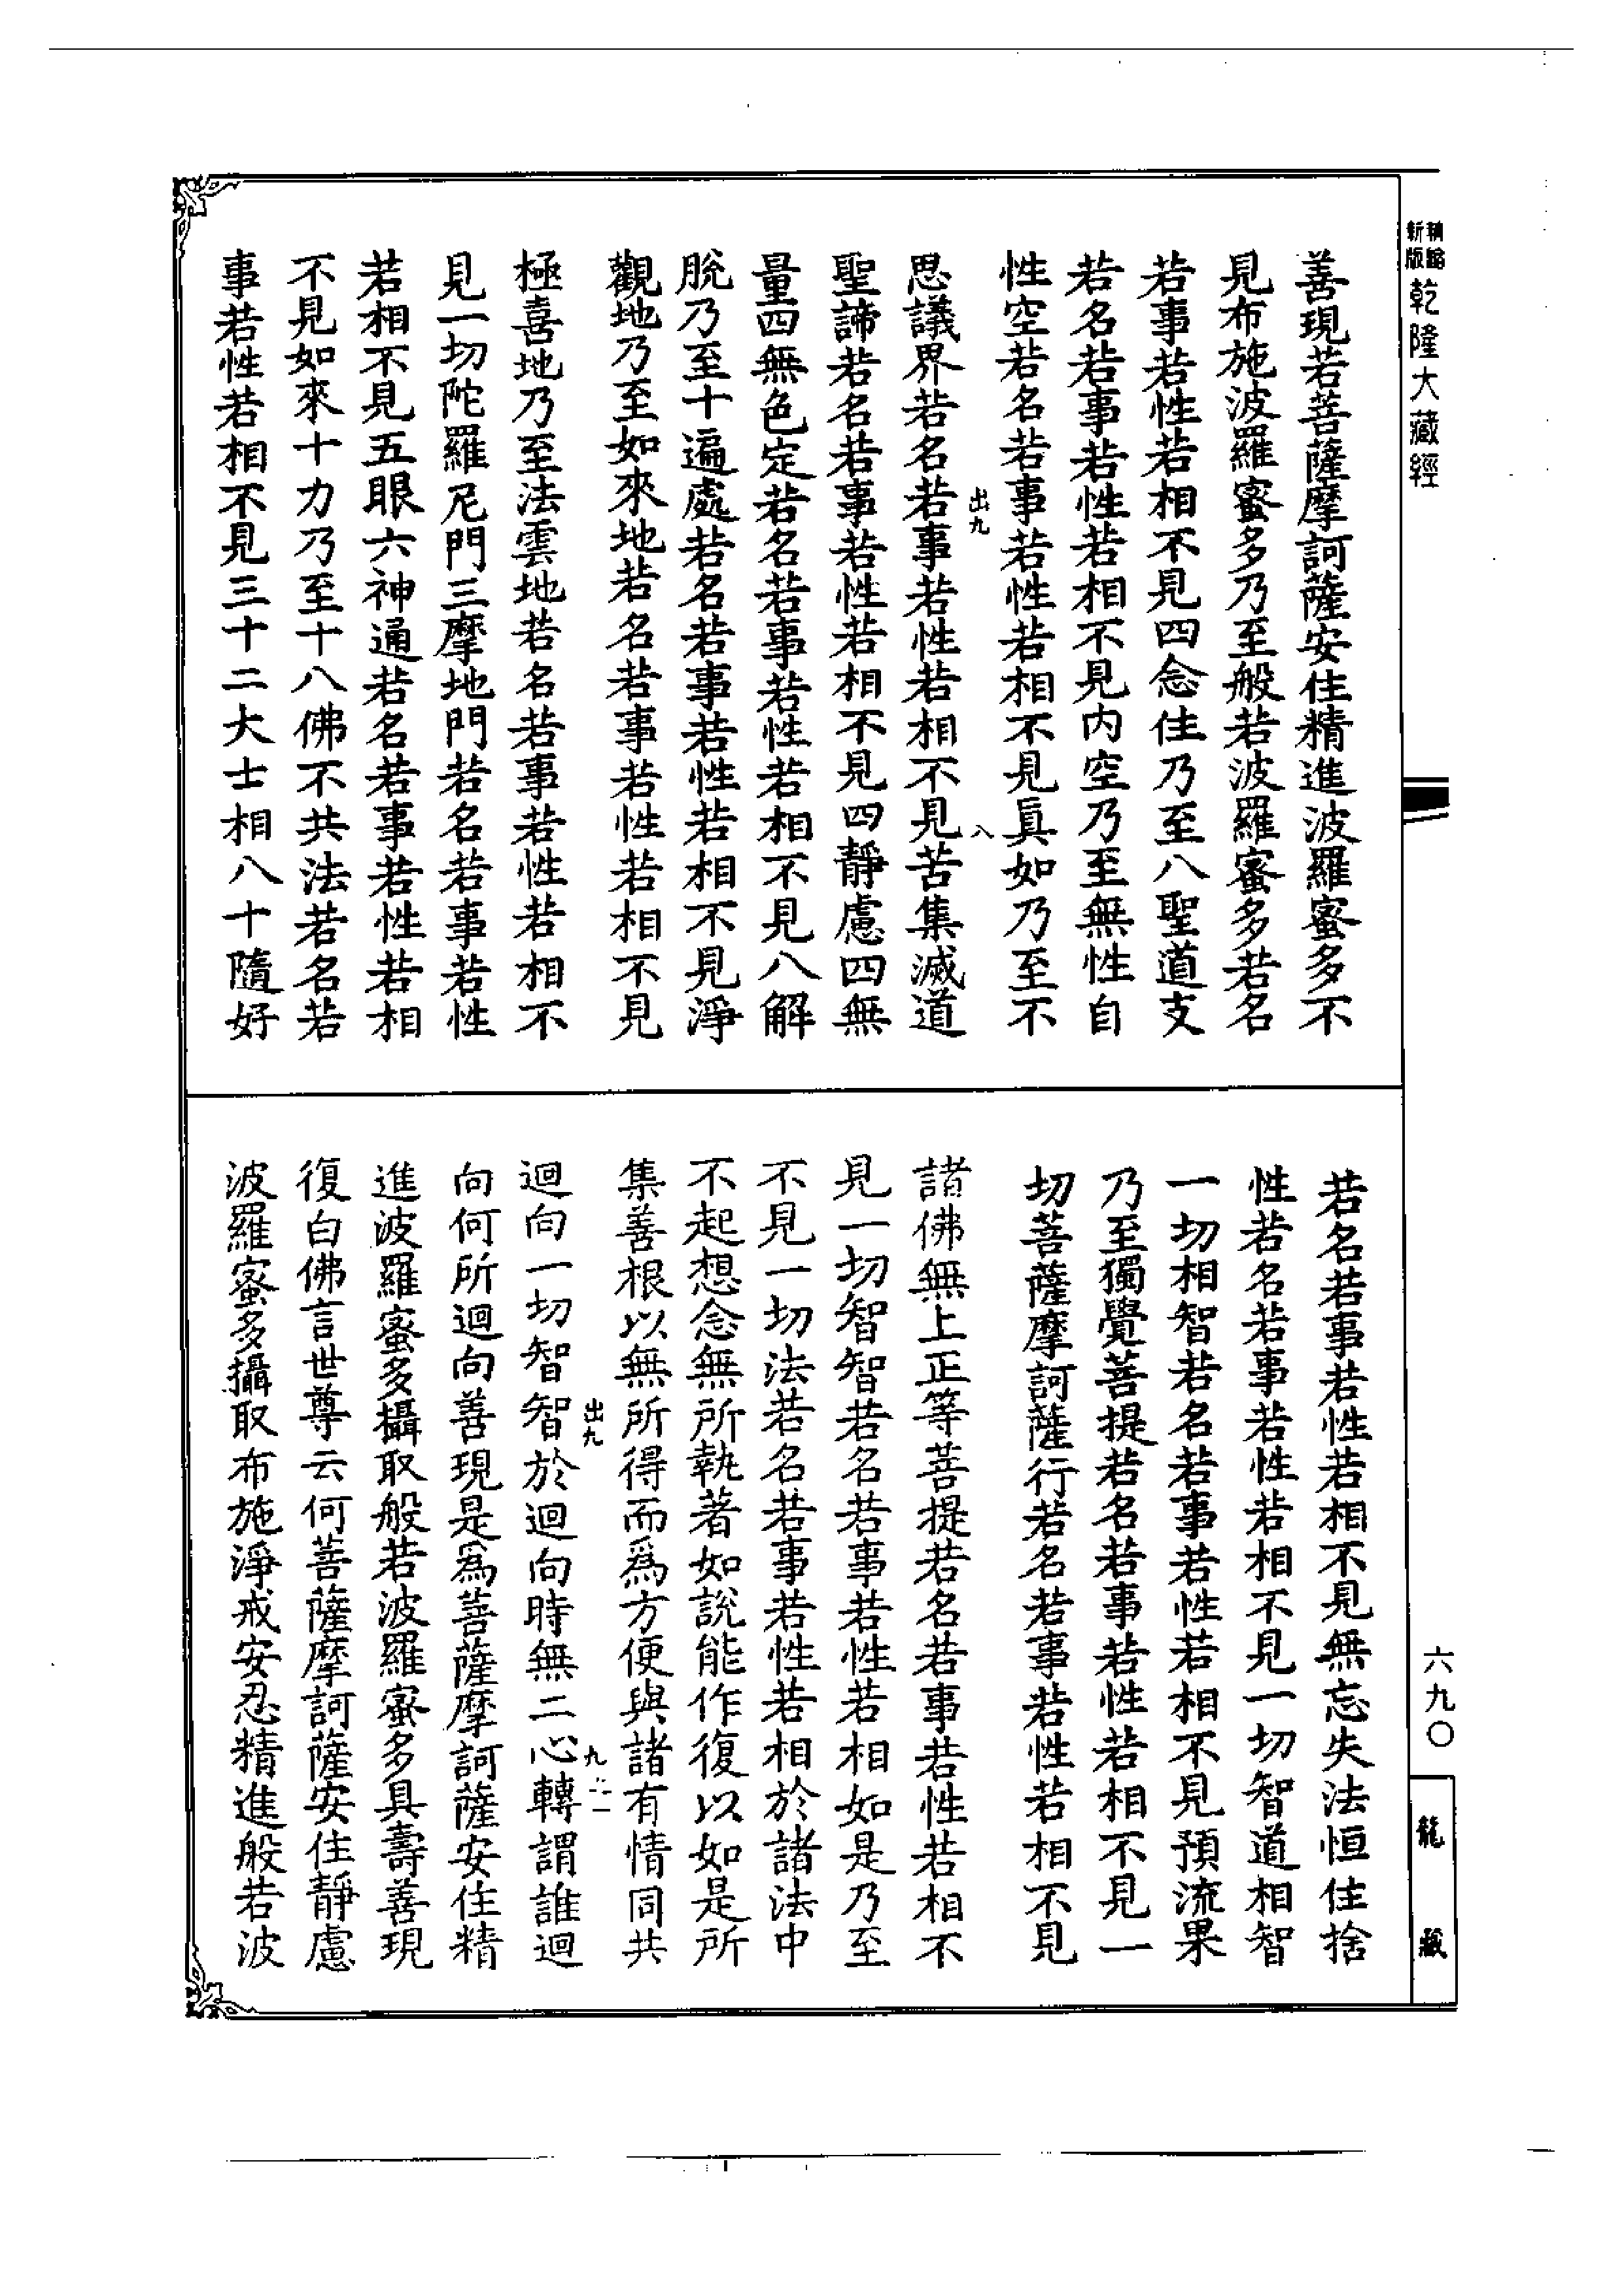 新版
乾隆大藏經
善現若菩薩摩訶薩安住精進波羅蜜多不
見布施波羅蜜多乃至般若波羅蜜多若名
若事若性若相不見四念住乃至八聖道支
若名若事若性若相不見内空乃至無性自
性空若名若事若性若相不見真如乃至不
出九
八
思議界若名若事若性若相不見苦集滅道
聖諦若名若事若性若相不見四靜慮四無
量四無色定若名若事若性若相不見八解
脫乃至十遍處若名若事若性若相不見淨
觀地乃至如來地若名若事若性若相不見
極喜地乃至法雲地若名若事若性若相不
見一切陀羅尼門三摩地門若名若事若性
若相不見五眼六神通若名若事若性若相
不見如來十力乃至十八佛不共法若名若
事若性若相不見三十二大士相八十隨好
若名若事若性若相不見無忘失法恒住捨
性若名若事若性若相不見一切智道相智
一切相智若名若事若性若相不見預流果
乃至獨覺菩提若名若事若性若相不見一
切菩薩摩訶薩行若名若事若性若相不見
諸佛無上正等菩提若名若事若性若相不
見一切智智若名若事若性若相如是乃至
不見一切法若名若事若性若相於諸法中
不起想念無所執著如說能作復以如是所
集善根以無所得而爲方便與諸有情同共
出九
九
迴向一切智智於迴向時無二心轉謂誰迴
向何所迴向善現是爲菩薩摩訶薩安住精
進波羅蜜多攝取般若波羅蜜多具壽善現
復白佛言世尊云何菩薩摩訶薩安住靜慮
波羅蜜多攝取布施淨戒安忍精進般若波
六九〇
龍藏